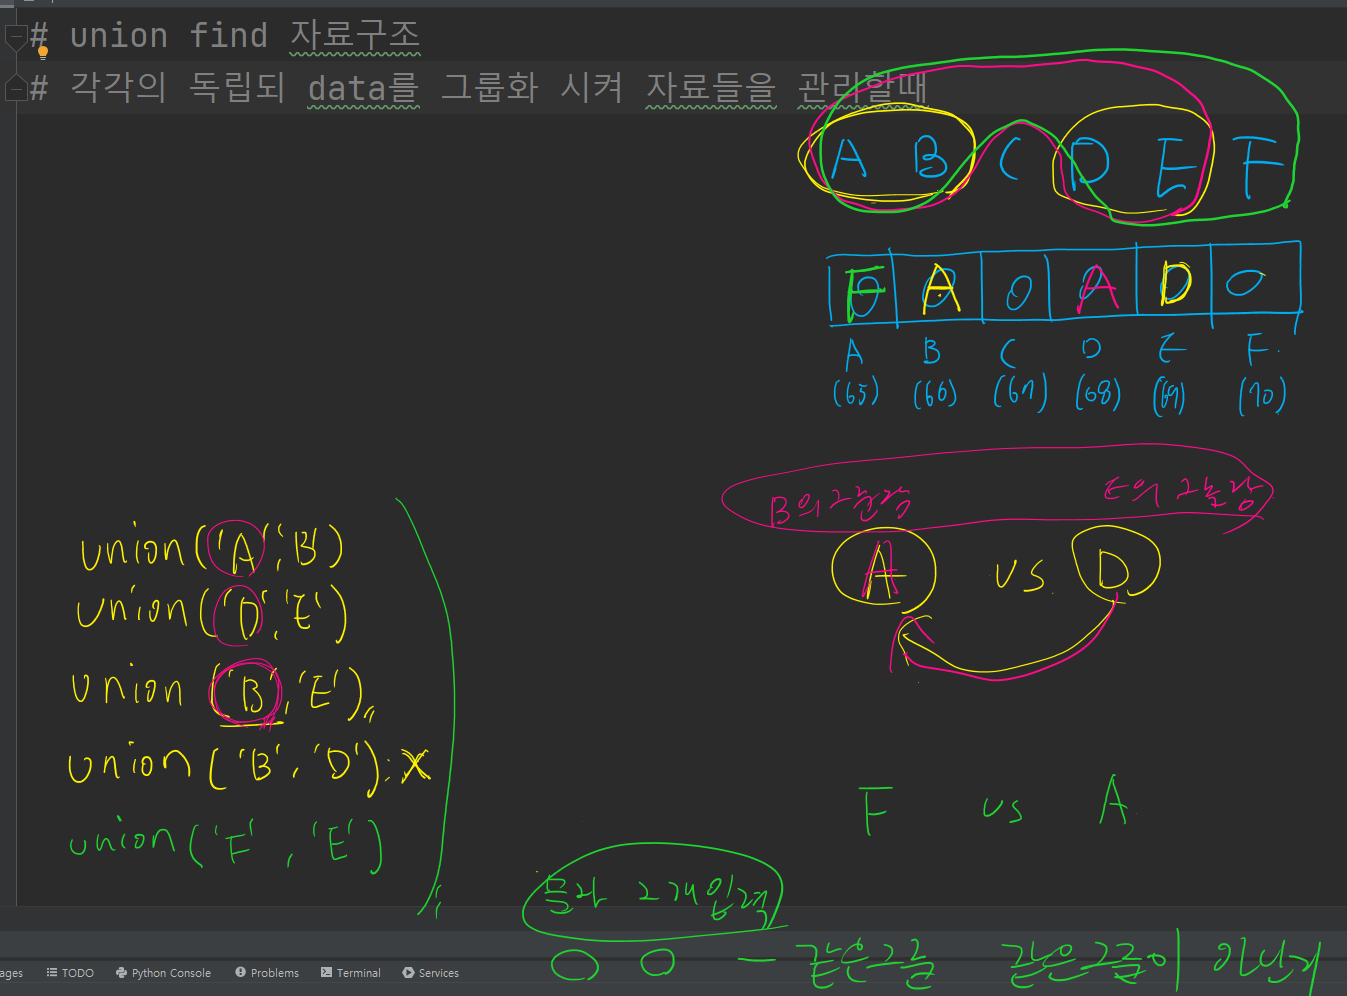 # union find 자료구조
# 각각의 독립되 data를 그룹화 시켜 자료들을 관리할때
A B C D E F
F A 0 A D 0
A B C D E F.
(65) (66) (67) (68) (69) (70)
B의 그룹장 E의 그룹장
A vs D
union('A','B')
union('D','E')
union('B','E')
union('B','D'); X
union('F','E')
F vs A
2개 입력
O O — 같은그룹 같은그룹이 아니
ages TODO Python Console Problems Terminal Services